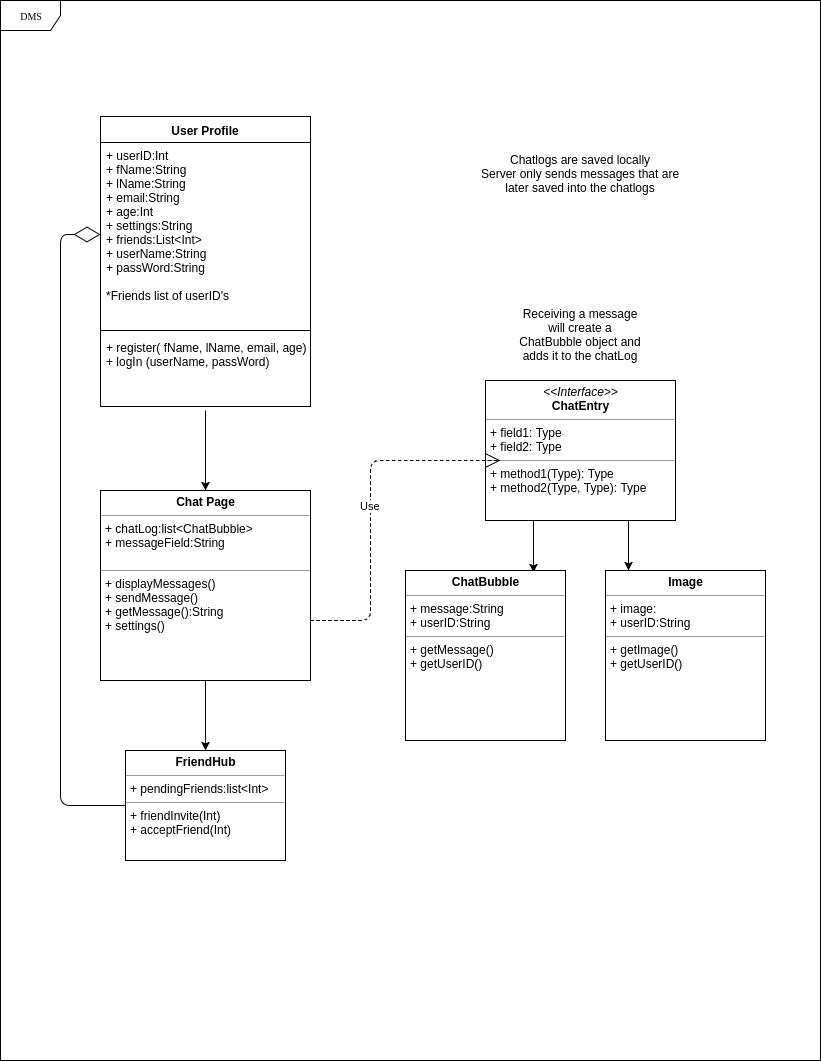 DMS
User Profile
+ userID:Int
+ fName:String
+ lName:String
+ email:String
+ age:Int
+ settings:String
+ friends:List<Int>
+ userName:String
+ passWord:String
*Friends list of userID's
+ register( fName, lName, email, age)
+ logIn (userName, passWord)
Chatlogs are saved locally
Server only sends messages that are
later saved into the chatlogs
Receiving a message
will create a
ChatBubble object and
adds it to the chatLog
<<Interface>>
ChatEntry
+ field1: Type
+ field2: Type
+ method1(Type): Type
+ method2(Type, Type): Type
Use
Chat Page
+ chatLog:list<ChatBubble>
+ messageField:String
+ displayMessages()
+ sendMessage()
+ getMessage():String
+ settings()
ChatBubble
+ message:String
+ userID:String
+ getMessage()
+ getUserID()
Image
+ image:
+ userID:String
+ getImage()
+ getUserID()
FriendHub
+ pendingFriends:list<Int>
+ friendInvite(Int)
+ acceptFriend(Int)